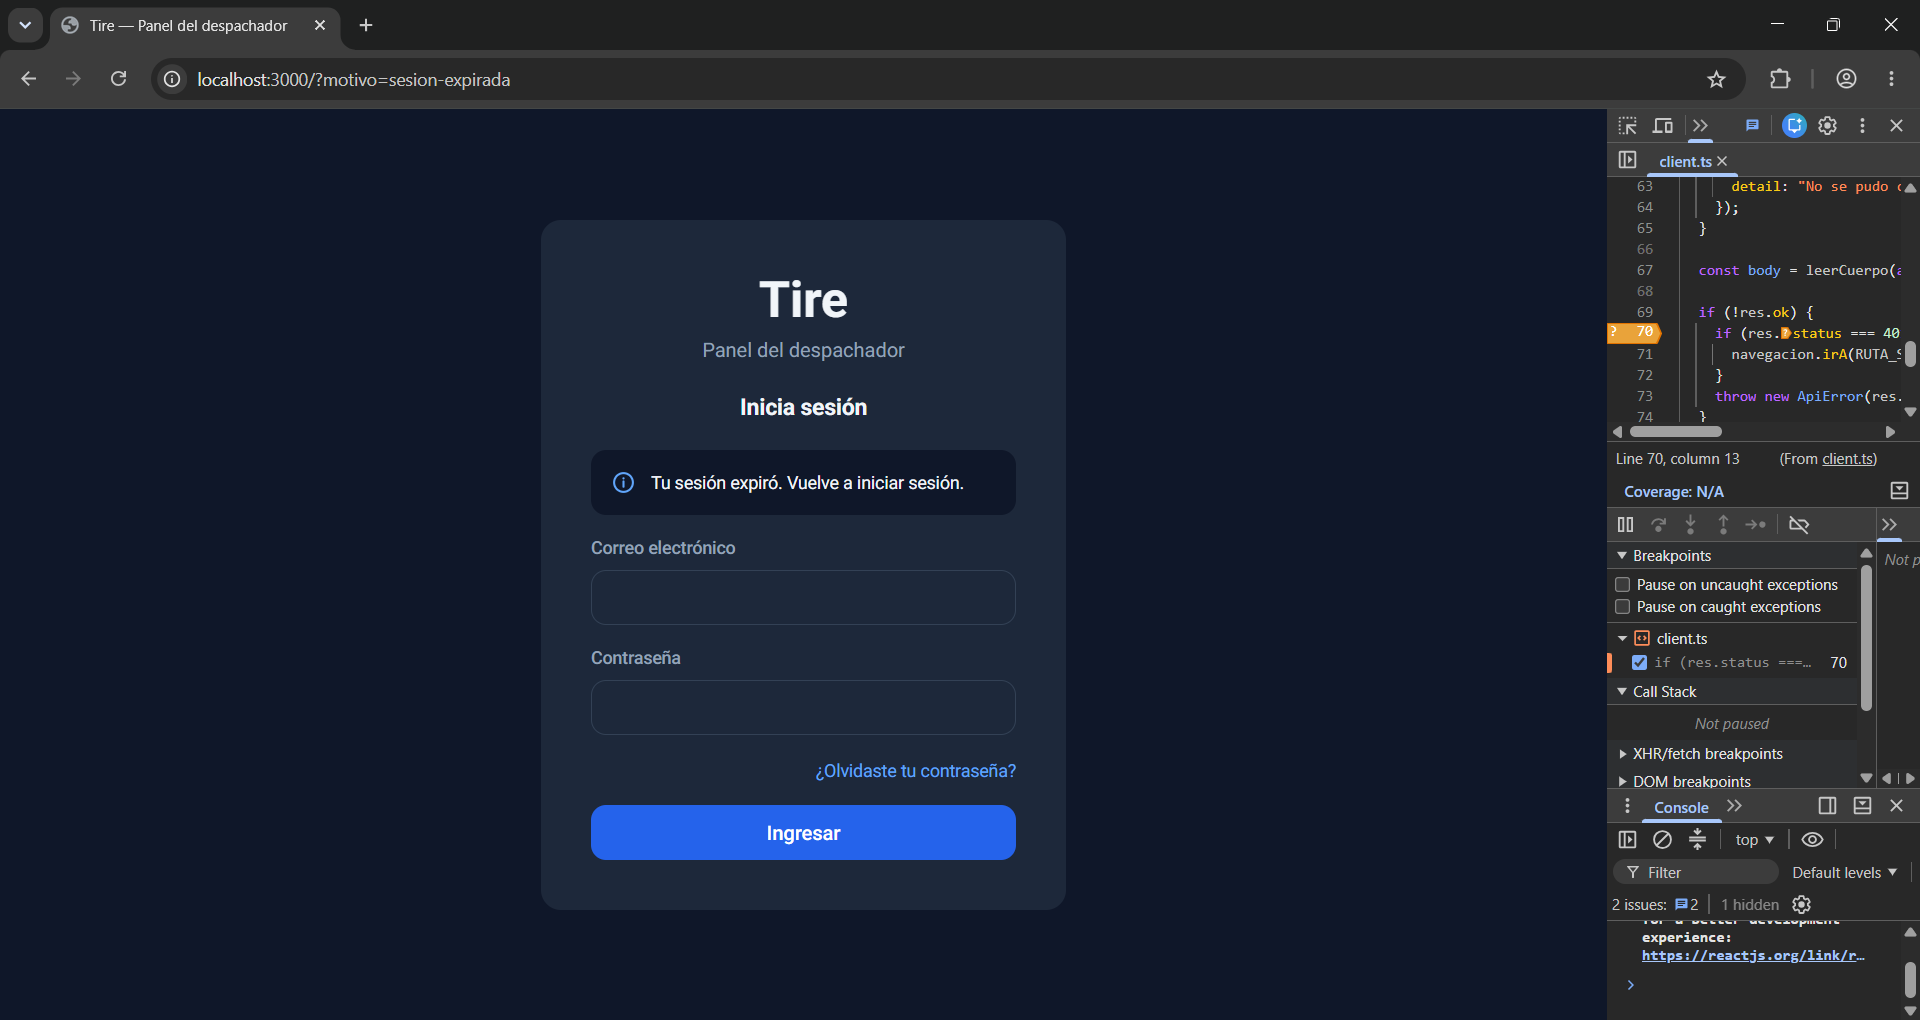 Tire — Panel del despachador
localhost:3000/?motivo=sesion-expirada
Tire
Panel del despachador
Inicia sesión
Tu sesión expiró. Vuelve a iniciar sesión.
Correo electrónico
Contraseña
¿Olvidaste tu contraseña?
Ingresar
client.ts
63 detail: "No se pudo
64 });
65 }
66
67 const body = leerCuerpo(
68
69 if (!res.ok) {
? 70 if (res.status === 40
71 navegacion.irA(RUTA_
72 }
73 throw new ApiError(res.
74 }
Line 70, column 13 (From client.ts)
Coverage: N/A
Breakpoints
Not p
Pause on uncaught exceptions
Pause on caught exceptions
client.ts
if (res.status ===… 70
Call Stack
Not paused
XHR/fetch breakpoints
DOM breakpoints
Console
top
Filter
Default levels
2 issues: 2 1 hidden
for a better development
experience:
https://reactjs.org/link/r…